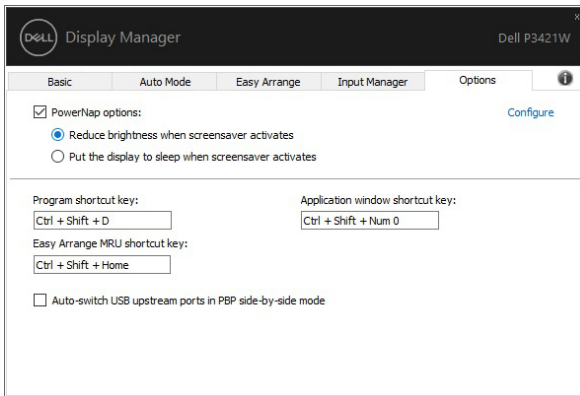 DELL Display Manager
Dell P3421W
Basic
Auto Mode
Easy Arrange
Input Manager
Options
PowerNap options:
Configure
Reduce brightness when screensaver activates
Put the display to sleep when screensaver activates
Program shortcut key:
Application window shortcut key:
Ctrl + Shift + D
Ctrl + Shift + Num 0
Easy Arrange MRU shortcut key:
Ctrl + Shift + Home
Auto-switch USB upstream ports in PBP side-by-side mode